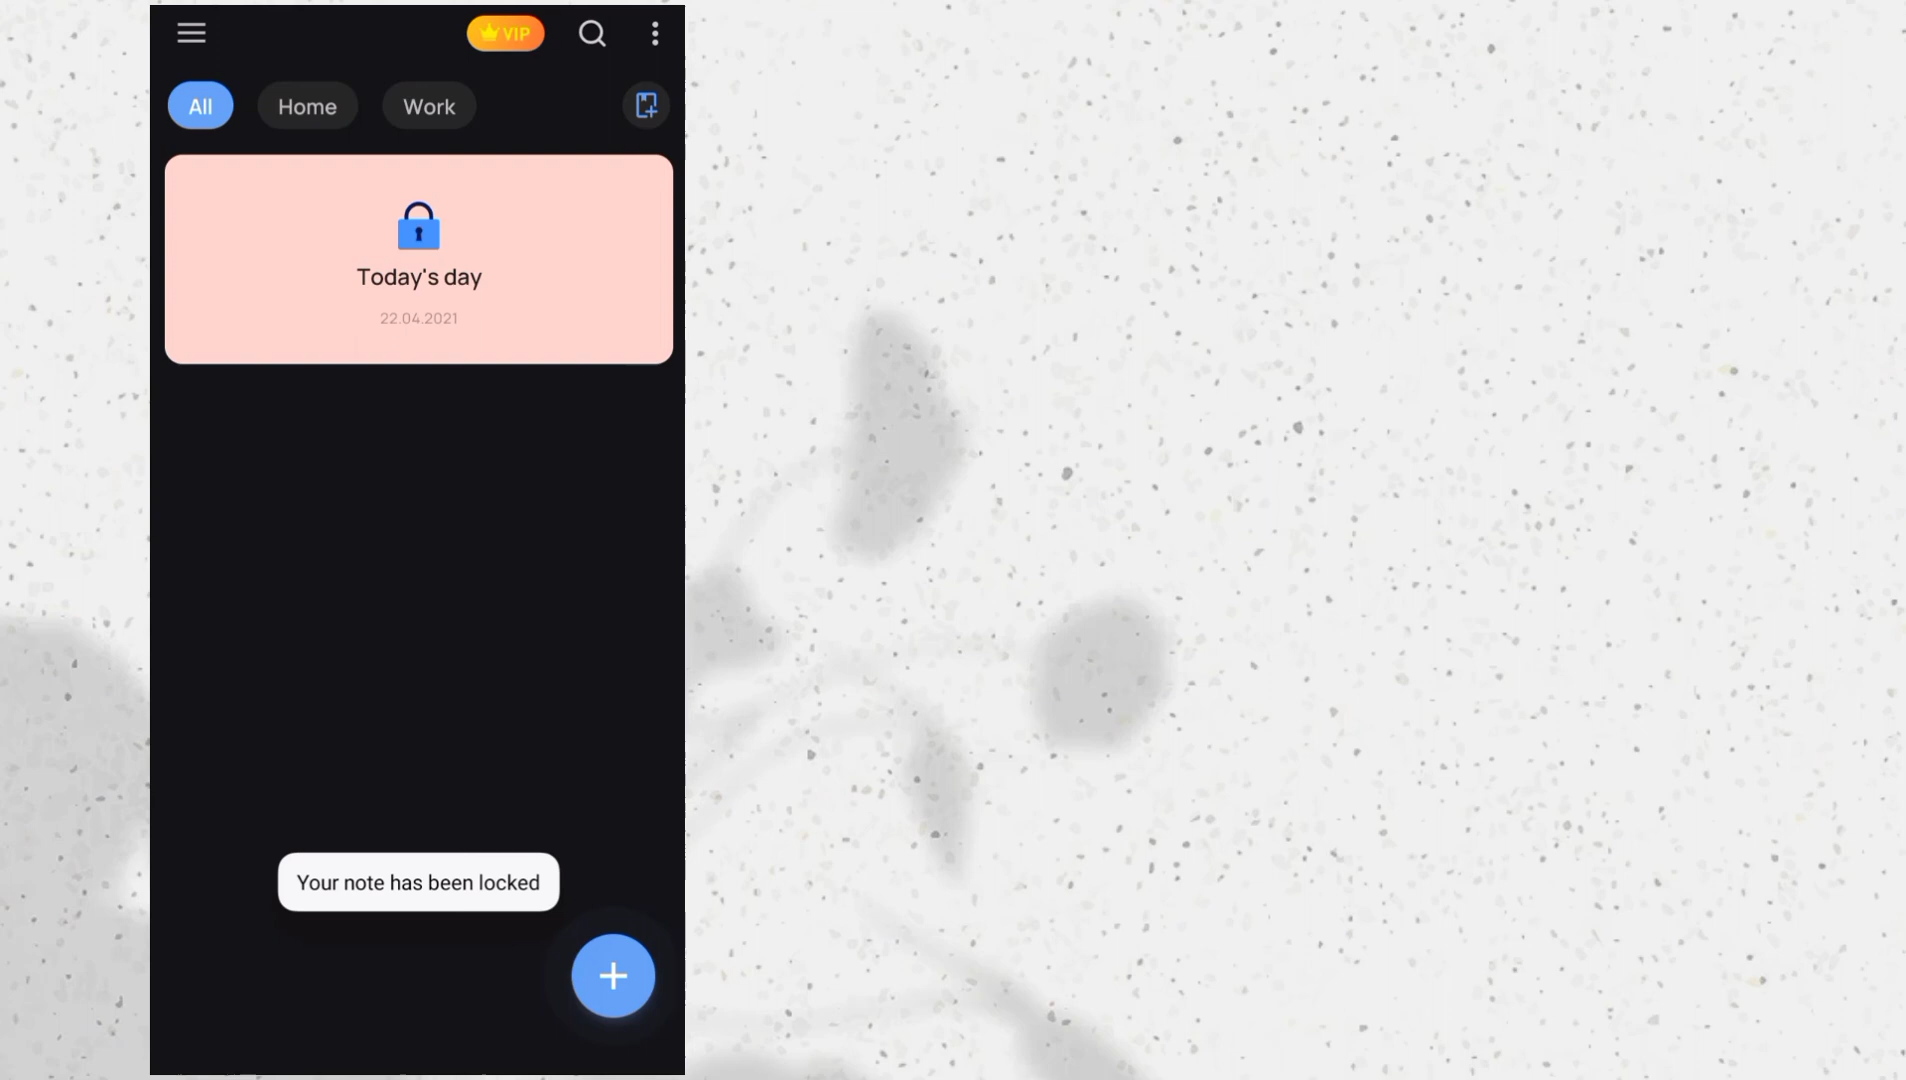 VIP
All
Home
Work
Today's day
22.04.2021
Your note has been locked